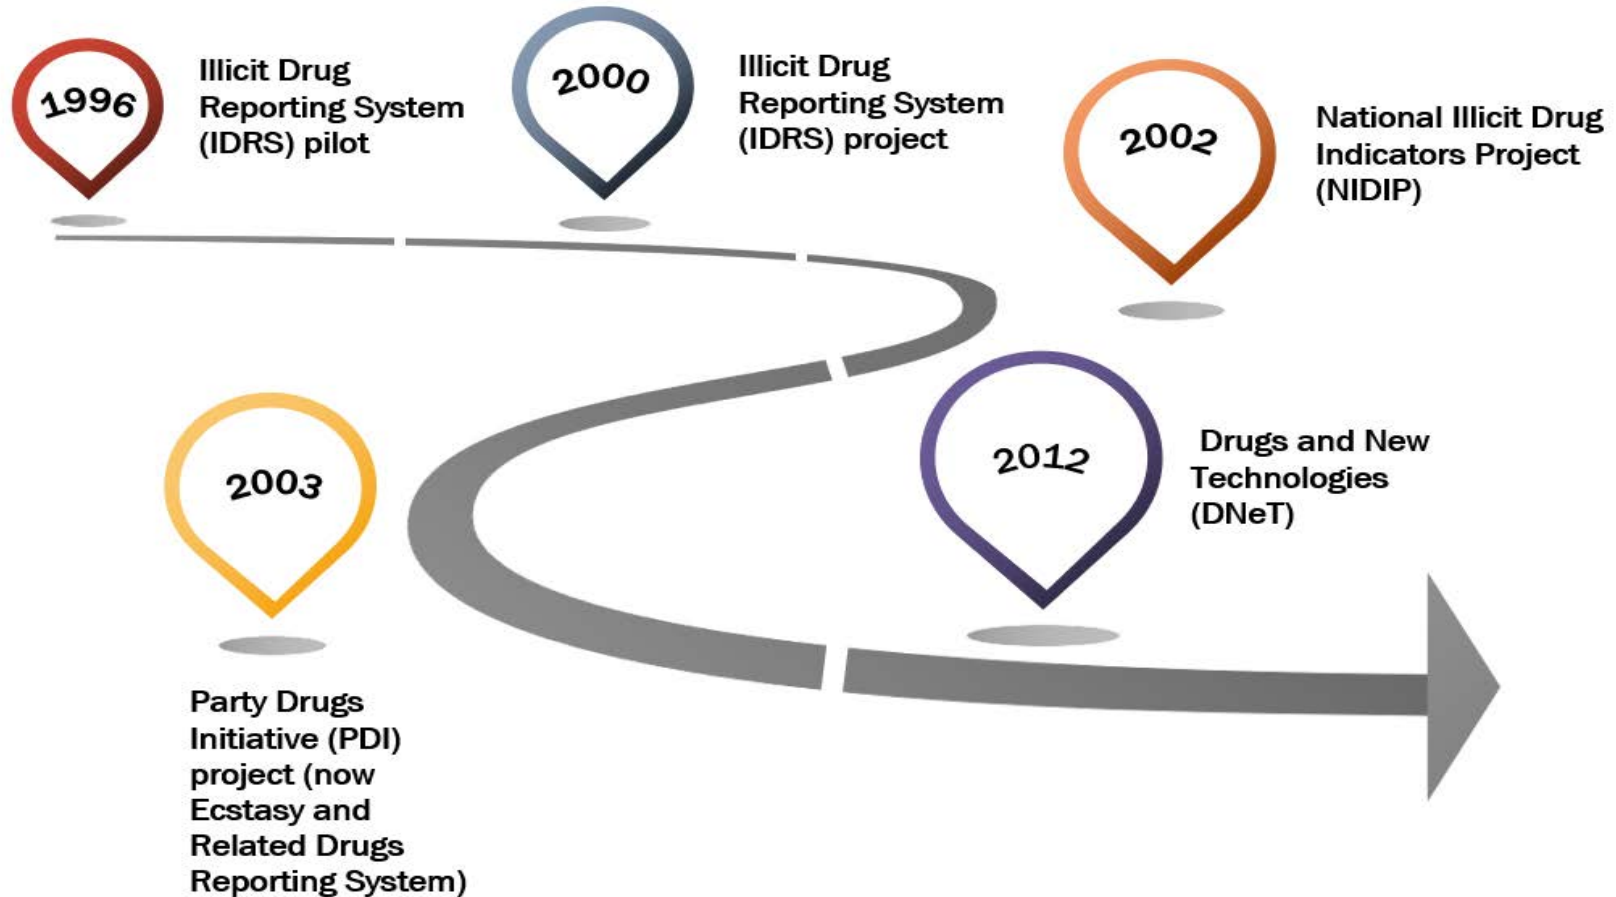 1996
Illicit Drug
Reporting System
(IDRS) pilot
2000
Illicit Drug
Reporting System
(IDRS) project
2002
National Illicit Drug
Indicators Project
(NIDIP)
2003
Party Drugs
Initiative (PDI)
project (now
Ecstasy and
Related Drugs
Reporting System)
2012
Drugs and New
Technologies
(DNeT)